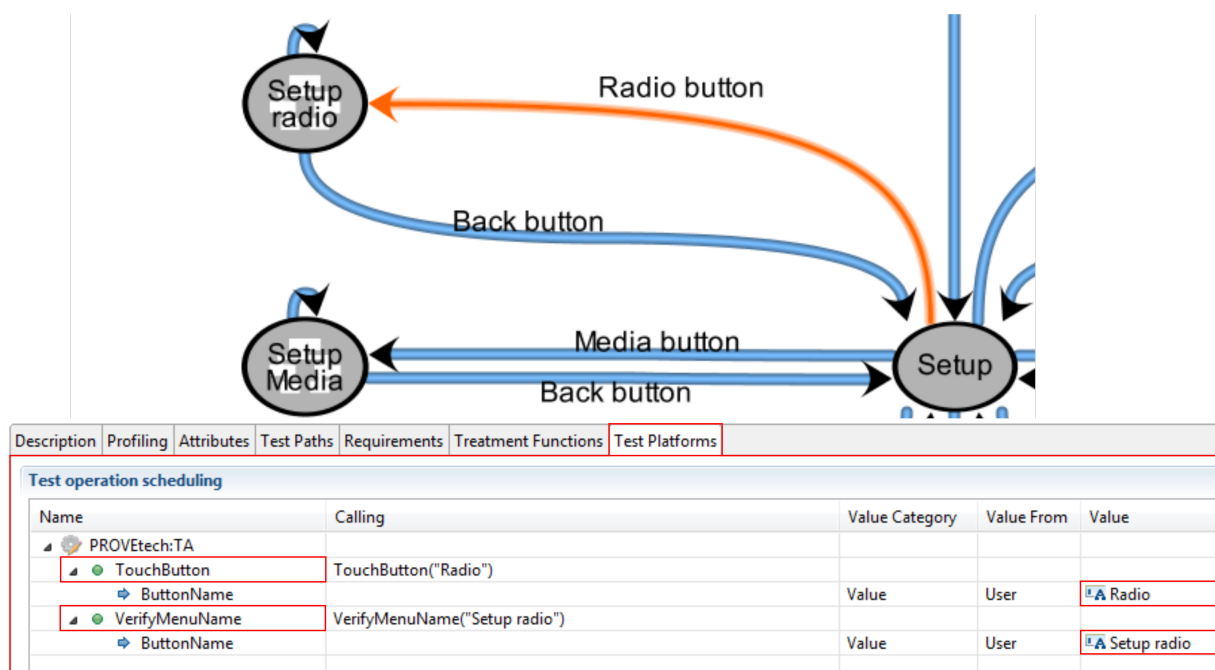 Setup
radio
Radio button
Back button
Setup
Media
Media button
Back button
Setup
Description Profiling Attributes Test Paths Requirements Treatment Functions Test Platforms
Test operation scheduling
Name Calling Value Category Value From Value
PROVEtech:TA
TouchButton TouchButton("Radio")
ButtonName Value User Radio
VerifyMenuName VerifyMenuName("Setup radio")
ButtonName Value User Setup radio